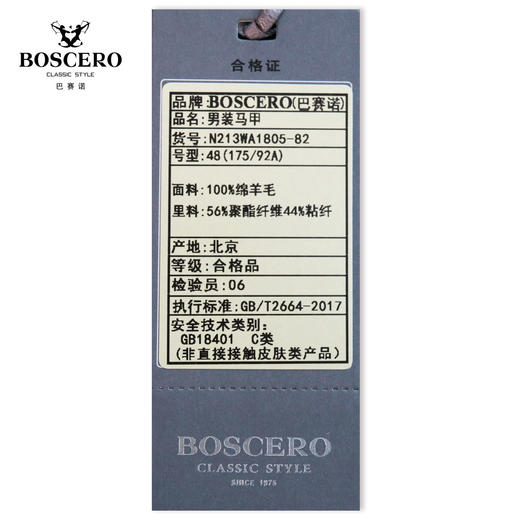 BOSCERO
CLASSIC STYLE
巴赛诺
合格证
品牌:BOSCERO(巴赛诺)
品名:男装马甲
货号:N213WA1805-82
号型:48(175/92A)
面料:100%绵羊毛
里料:56%聚酯纤维44%粘纤
产地:北京
等级:合格品
检验员:06
执行标准:GB/T2664-2017
安全技术类别:
GB18401 C类
(非直接接触皮肤类产品)
BOSCERO
CLASSIC STYLE
SINCE 1975